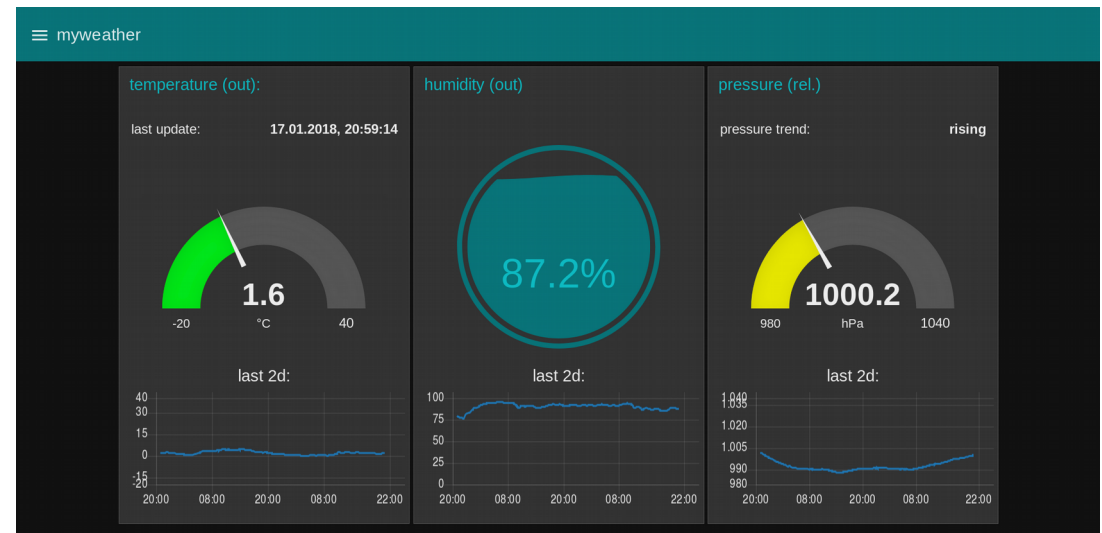 myweather
temperature (out):
last update: 17.01.2018, 20:59:14
1.6
-20 °C 40
last 2d:
40
30
15
0
-15
-20
20:00 08:00 20:00 08:00 22:00
humidity (out)
87.2%
last 2d:
100
75
50
25
0
20:00 08:00 20:00 08:00 22:00
pressure (rel.)
pressure trend: rising
1000.2
980 hPa 1040
last 2d:
1.040
1.035
1.020
1.005
990
980
20:00 08:00 20:00 08:00 22:00